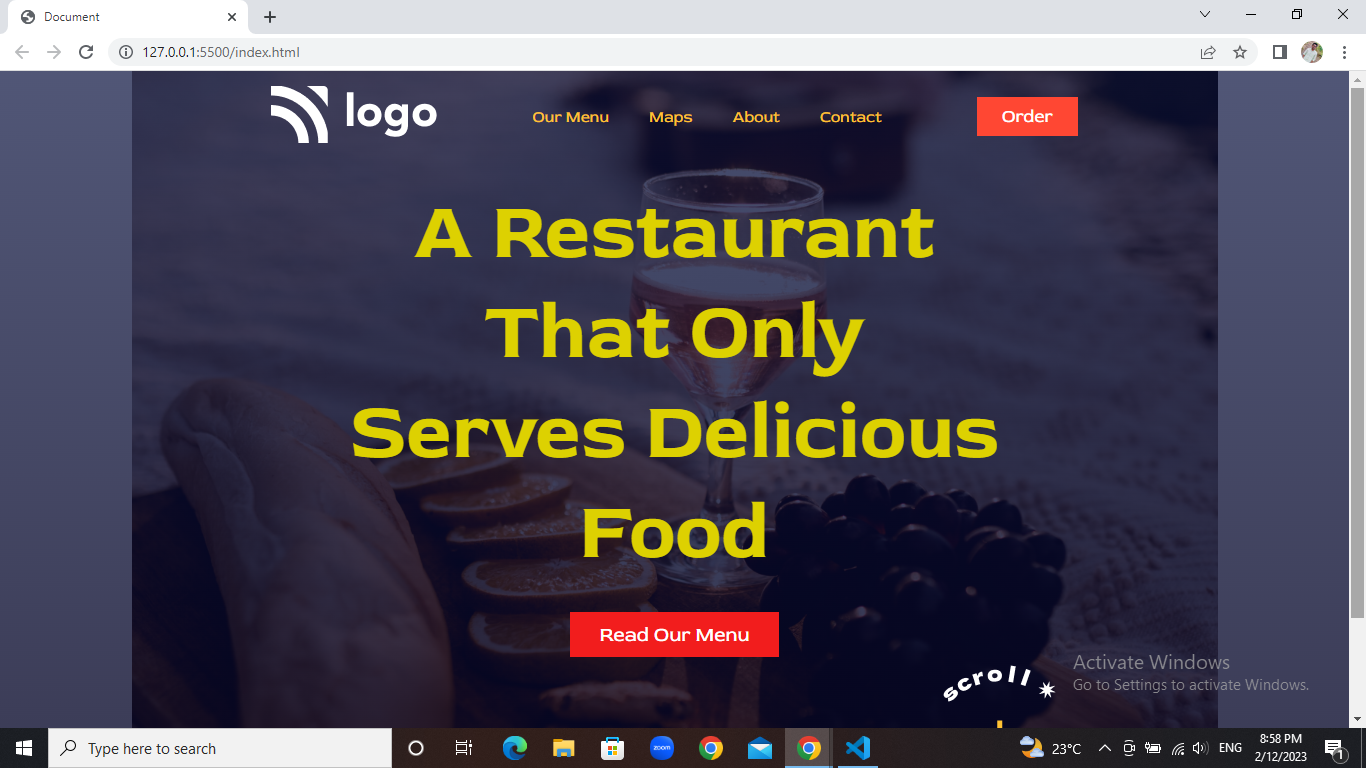 Document
127.0.0.1:5500/index.html
logo
Our Menu Maps About Contact Order
A Restaurant
That Only
Serves Delicious
Food
Read Our Menu
scroll
Activate Windows
Go to Settings to activate Windows.
Type here to search
zoom
23°C
ENG
8:58 PM
2/12/2023
1